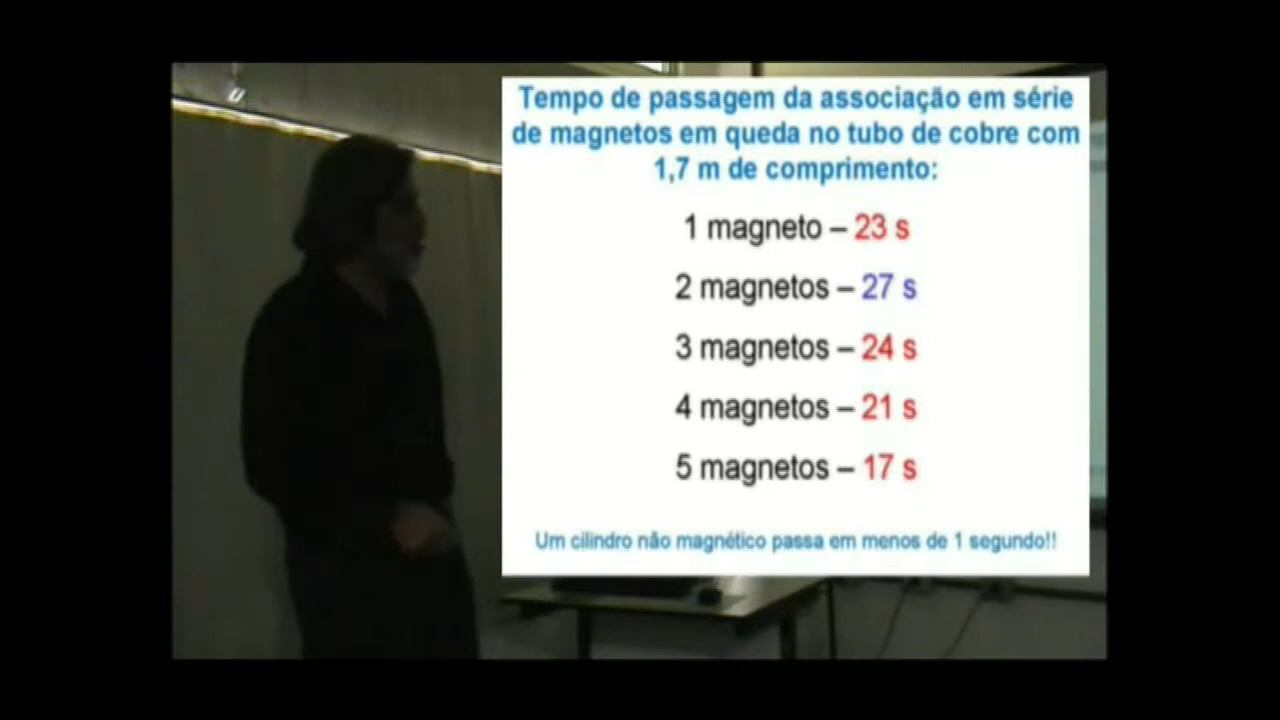 Tempo de passagem da associação em série
de magnetos em queda no tubo de cobre com
1,7 m de comprimento:
1 magneto – 23 s
2 magnetos – 27 s
3 magnetos – 24 s
4 magnetos – 21 s
5 magnetos – 17 s
Um cilindro não magnético passa em menos de 1 segundo!!